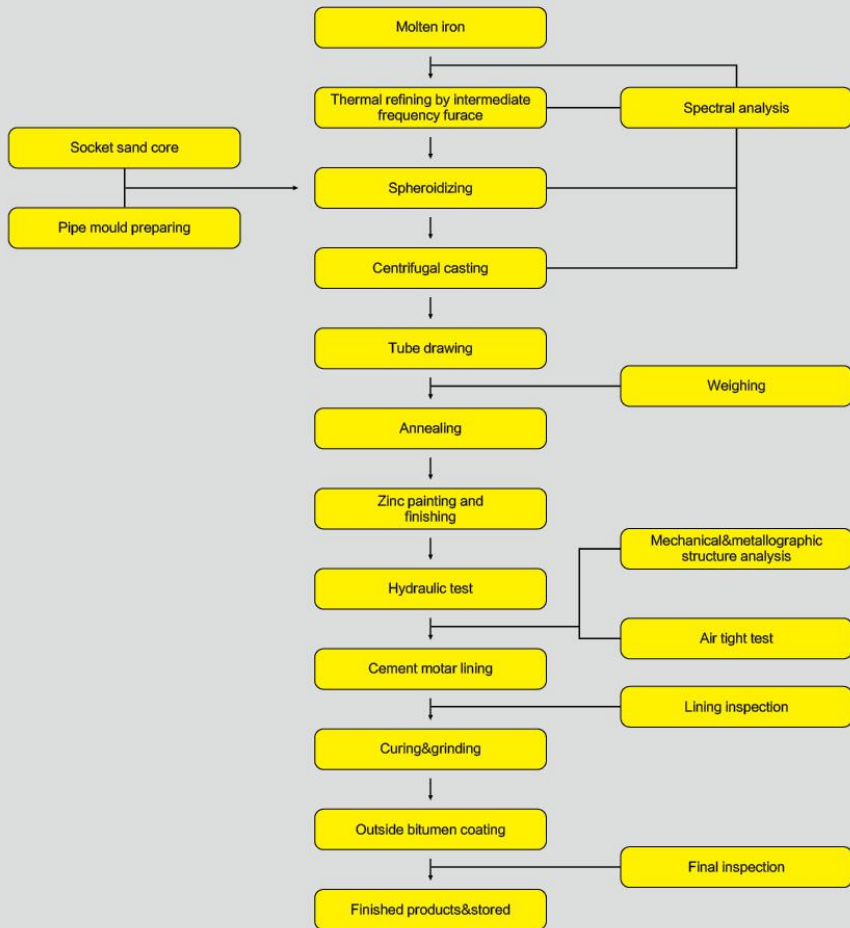 Molten iron
Thermal refining by intermediate
frequency furace
Spectral analysis
Socket sand core
Spheroidizing
Pipe mould preparing
Centrifugal casting
Tube drawing
Weighing
Annealing
Zinc painting and
finishing
Mechanical&metallographic
structure analysis
Hydraulic test
Air tight test
Cement motar lining
Lining inspection
Curing&grinding
Outside bitumen coating
Final inspection
Finished products&stored